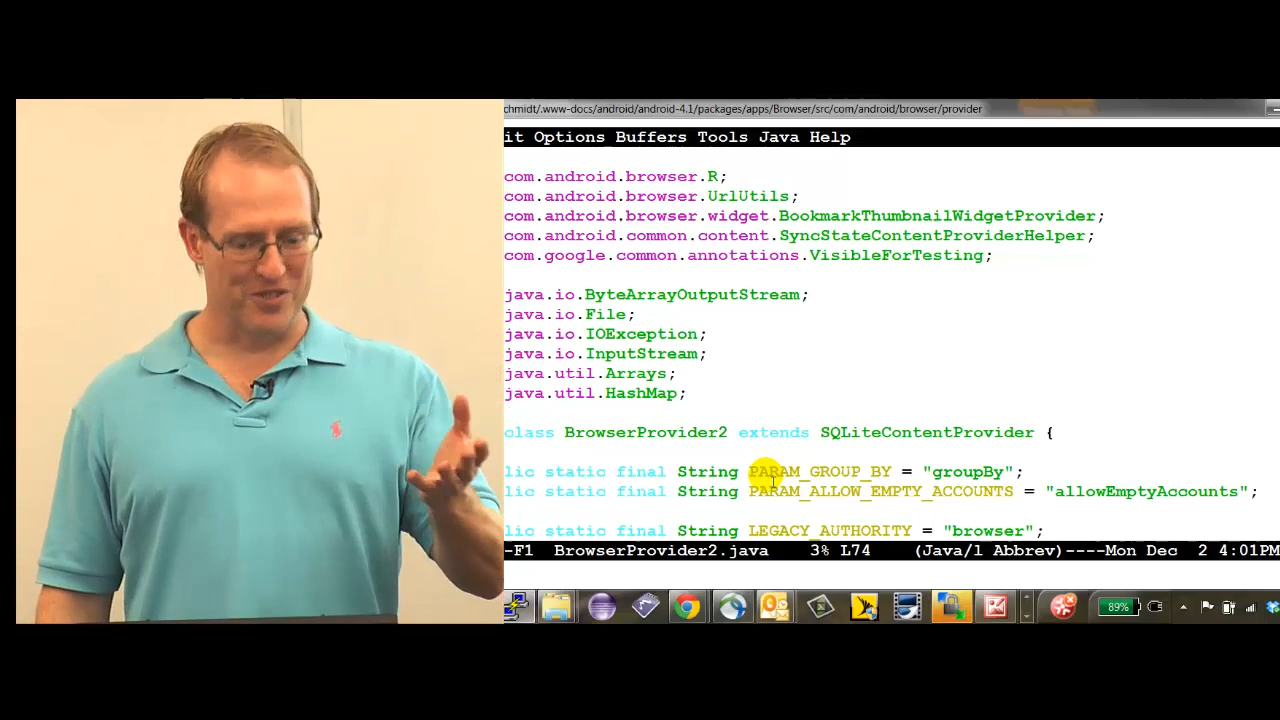 chmidt/.www-docs/android/android-4.1/packages/apps/Browser/src/com/android/browser/provider
it Options Buffers Tools Java Help
com.android.browser.R;
com.android.browser.UrlUtils;
com.android.browser.widget.BookmarkThumbnailWidgetProvider;
com.android.common.content.SyncStateContentProviderHelper;
com.google.common.annotations.VisibleForTesting;
java.io.ByteArrayOutputStream;
java.io.File;
java.io.IOException;
java.io.InputStream;
java.util.Arrays;
java.util.HashMap;
class BrowserProvider2 extends SQLiteContentProvider {
lic static final String PARAM_GROUP_BY = "groupBy";
lic static final String PARAM_ALLOW_EMPTY_ACCOUNTS = "allowEmptyAccounts";
lic static final String LEGACY_AUTHORITY = "browser";
-F1 BrowserProvider2.java 3% L74 (Java/l Abbrev)----Mon Dec 2 4:01PM
89%